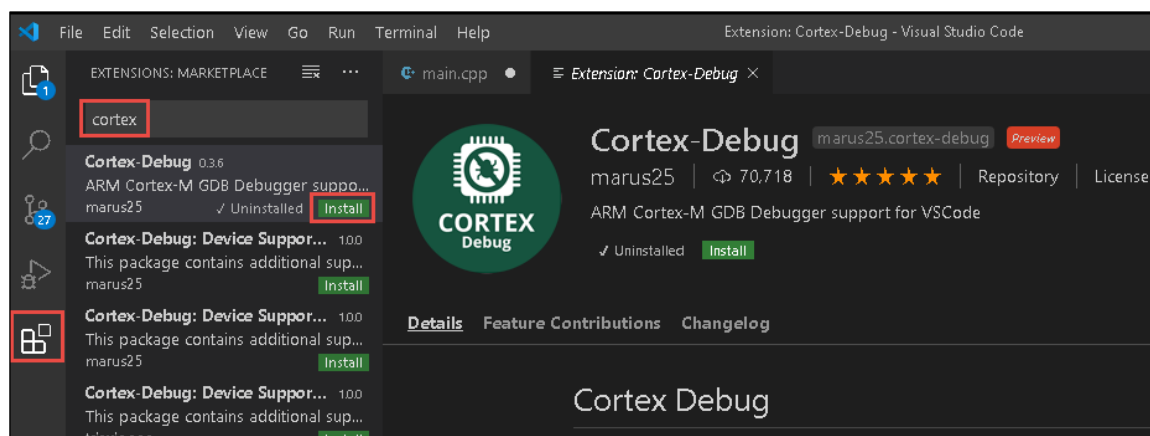 File Edit Selection View Go Run Terminal Help
Extension: Cortex-Debug - Visual Studio Code
EXTENSIONS: MARKETPLACE
cortex
Cortex-Debug 0.3.6
ARM Cortex-M GDB Debugger suppo...
marus25 ✓ Uninstalled Install
Cortex-Debug: Device Suppor... 1.0.0
This package contains additional sup...
marus25 Install
Cortex-Debug: Device Suppor... 1.0.0
This package contains additional sup...
marus25 Install
Cortex-Debug: Device Suppor... 1.0.0
This package contains additional sup...
1
27
main.cpp
Extension: Cortex-Debug
CORTEX
Debug
Cortex-Debug marus25.cortex-debug Preview
marus25 70,718 ★★★★★ Repository License
ARM Cortex-M GDB Debugger support for VSCode
✓ Uninstalled Install
Details Feature Contributions Changelog
Cortex Debug